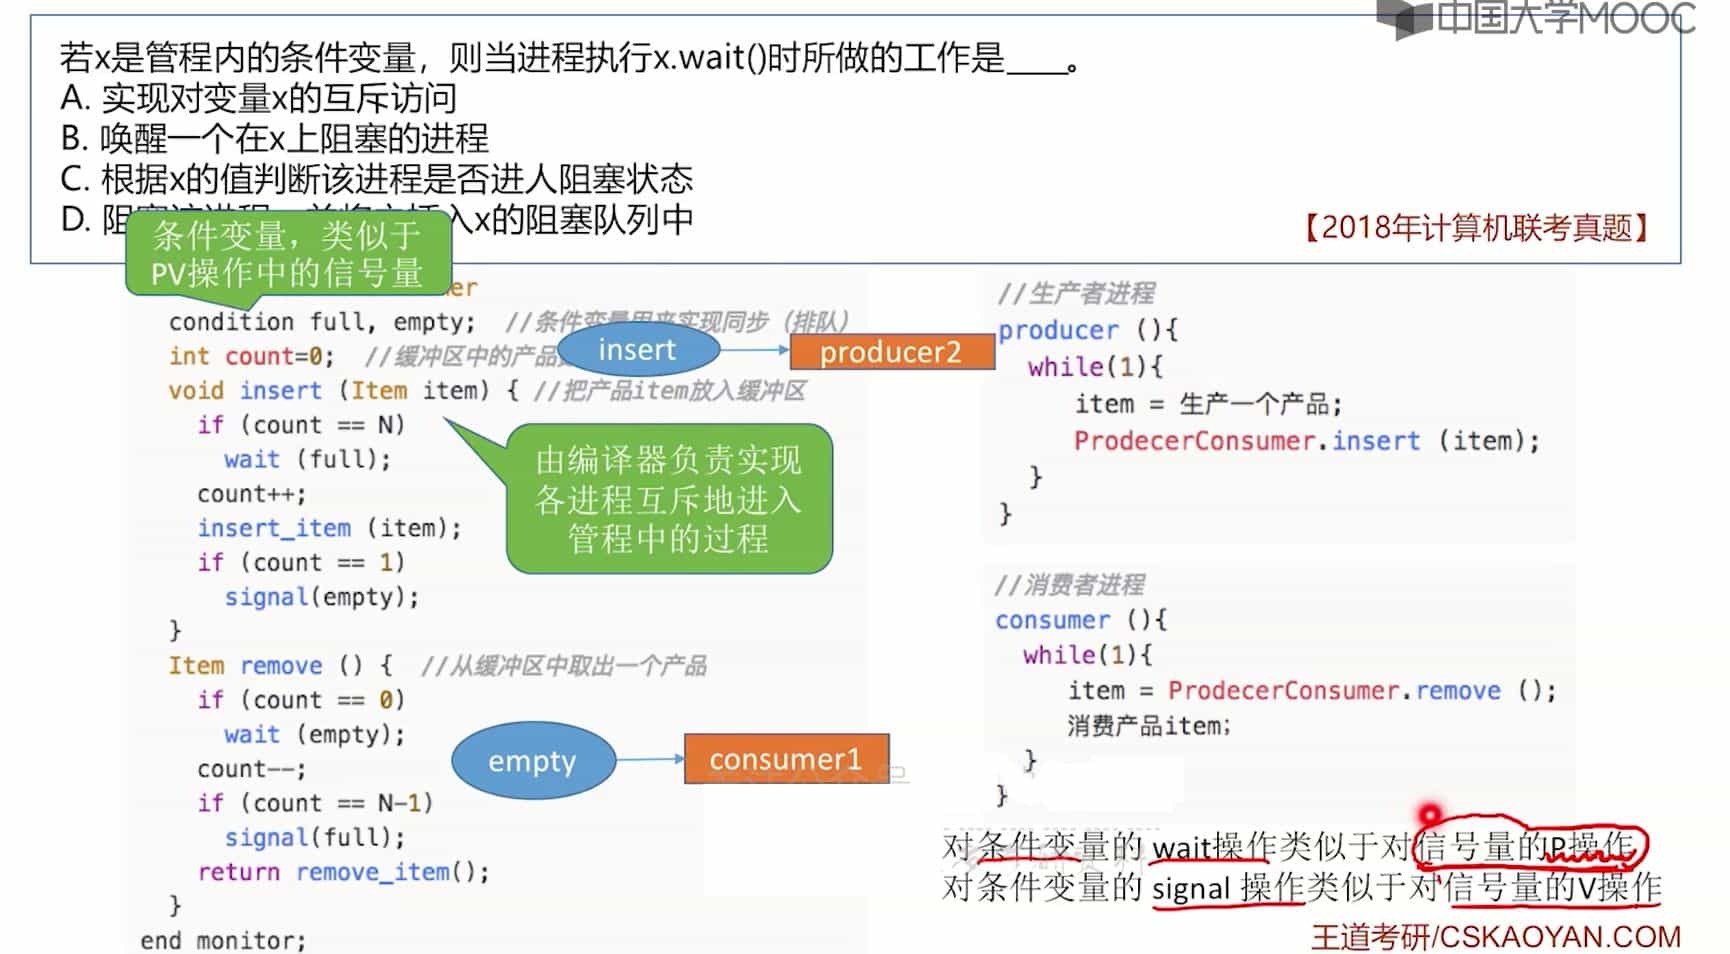 中国大学MOOC
若x是管程内的条件变量，则当进程执行x.wait()时所做的工作是____。
A. 实现对变量x的互斥访问
B. 唤醒一个在x上阻塞的进程
C. 根据x的值判断该进程是否进人阻塞状态
D. 入x的阻塞队列中
【2018年计算机联考真题】
条件变量，类似于
PV操作中的信号量
condition full, empty; //条件变量用来实现同步（排队）
int count=0; //缓冲区中的产品
void insert (Item item) { //把产品item放入缓冲区
if (count == N)
wait (full);
count++;
insert_item (item);
if (count == 1)
signal(empty);
}
Item remove () { //从缓冲区中取出一个产品
if (count == 0)
wait (empty);
count--;
if (count == N-1)
signal(full);
return remove_item();
}
end monitor;
insert
producer2
由编译器负责实现
各进程互斥地进入
管程中的过程
empty
consumer1
//生产者进程
producer (){
while(1){
item = 生产一个产品;
ProdecerConsumer.insert (item);
}
}
//消费者进程
consumer (){
while(1){
item = ProdecerConsumer.remove ();
消费产品item;
}
}
对条件变量的 wait操作类似于对信号量的P操作
对条件变量的 signal 操作类似于对信号量的V操作
王道考研/CSKAOYAN.COM